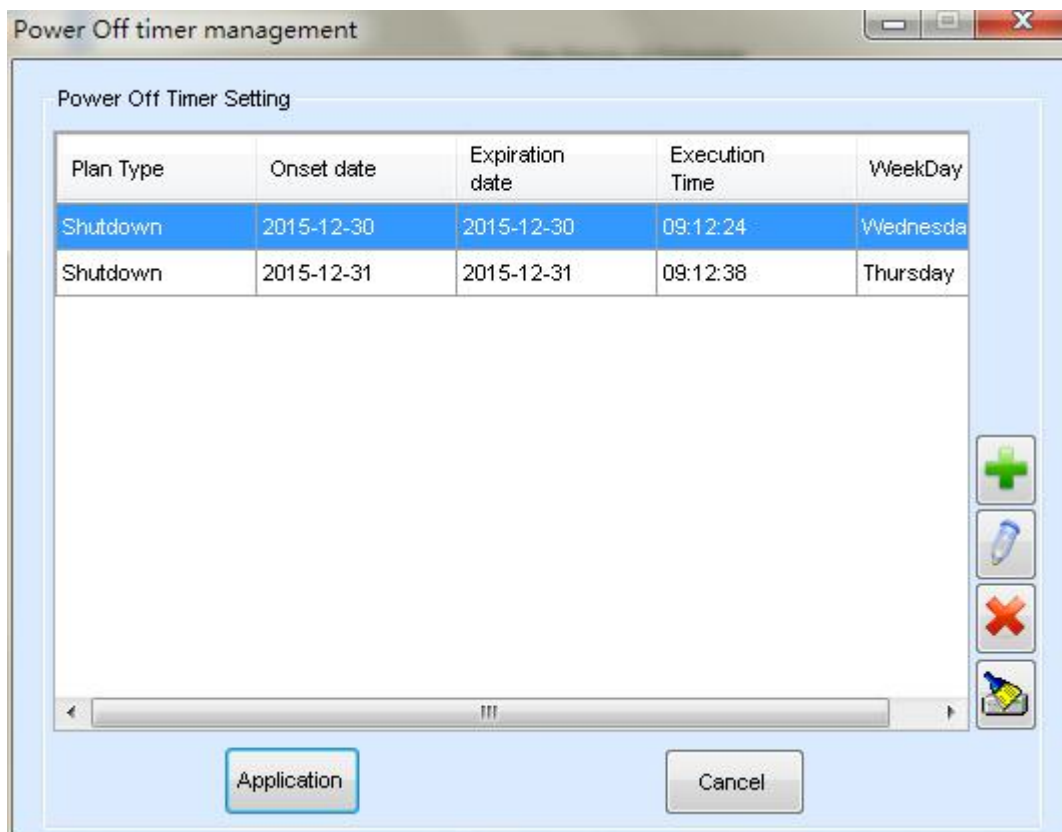 Power Off timer management
Power Off Timer Setting
Plan Type Onset date Expiration date Execution Time WeekDay
Shutdown 2015-12-30 2015-12-30 09:12:24 Wednesda
Shutdown 2015-12-31 2015-12-31 09:12:38 Thursday
Application Cancel